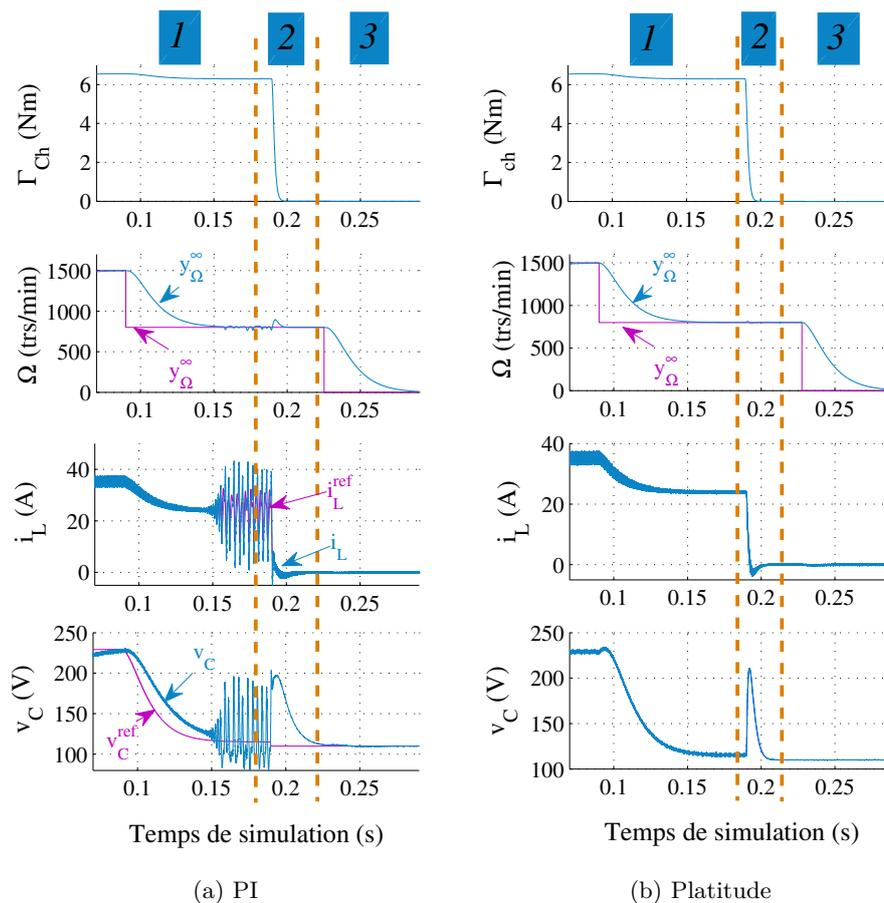 1 2 3
Γ_Ch (Nm)
6
4
2
0
0.1 0.15 0.2 0.25
Ω (trs/min)
1500
1000
500
0
y_Ω^∞
y_Ω^∞
0.1 0.15 0.2 0.25
i_L (A)
40
20
0
i_L^ref
i_L
0.1 0.15 0.2 0.25
v_C (V)
250
200
150
100
v_C
v_C^ref
0.1 0.15 0.2 0.25
Temps de simulation (s)
(a) PI
1 2 3
Γ_ch (Nm)
6
4
2
0
0.1 0.15 0.2 0.25
Ω (trs/min)
1500
1000
500
0
y_Ω^∞
y_Ω^∞
0.1 0.15 0.2 0.25
i_L (A)
40
20
0
0.1 0.15 0.2 0.25
v_C (V)
250
200
150
100
0.1 0.15 0.2 0.25
Temps de simulation (s)
(b) Platitude